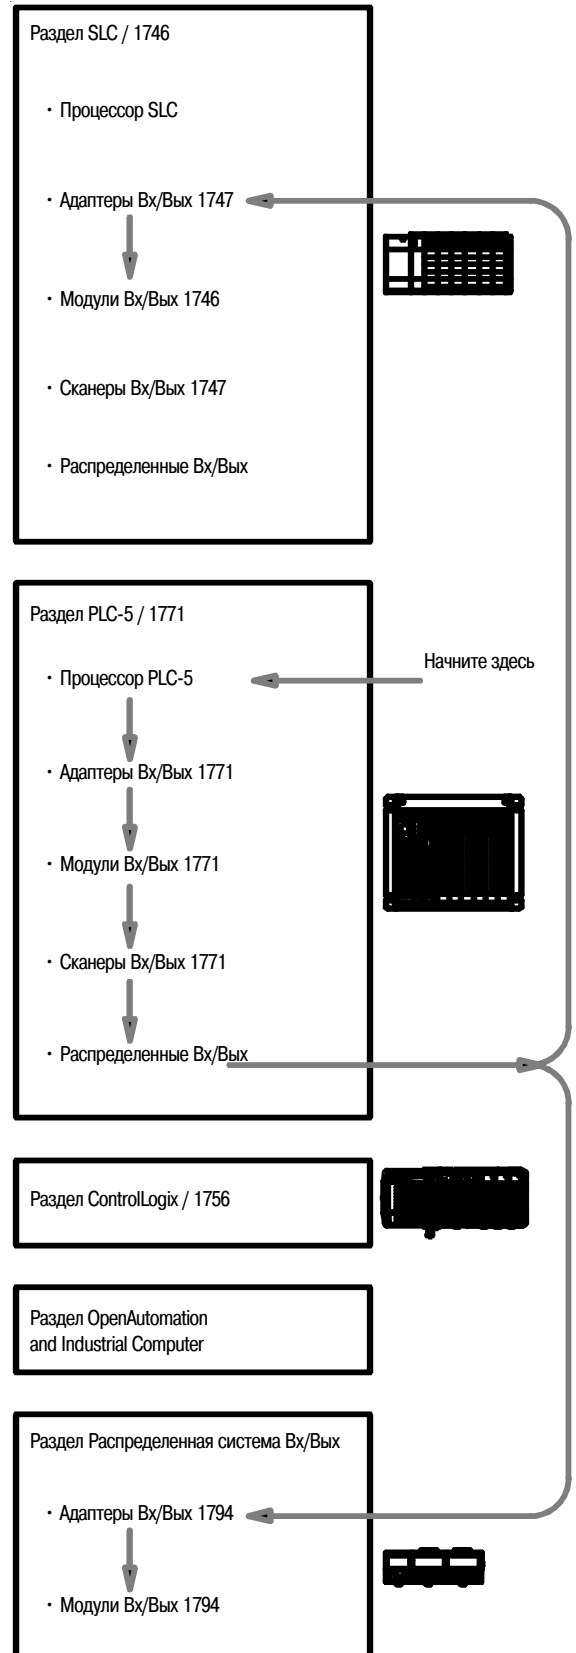 Раздел SLC / 1746
· Процессор SLC
· Адаптеры Вх/Вых 1747
· Модули Вх/Вых 1746
· Сканеры Вх/Вых 1747
· Распределенные Вх/Вых
Раздел PLC-5 / 1771
Начните здесь
· Процессор PLC-5
· Адаптеры Вх/Вых 1771
· Модули Вх/Вых 1771
· Сканеры Вх/Вых 1771
· Распределенные Вх/Вых
Раздел ControlLogix / 1756
Раздел OpenAutomation
and Industrial Computer
Раздел Распределенная система Вх/Вых
· Адаптеры Вх/Вых 1794
· Модули Вх/Вых 1794